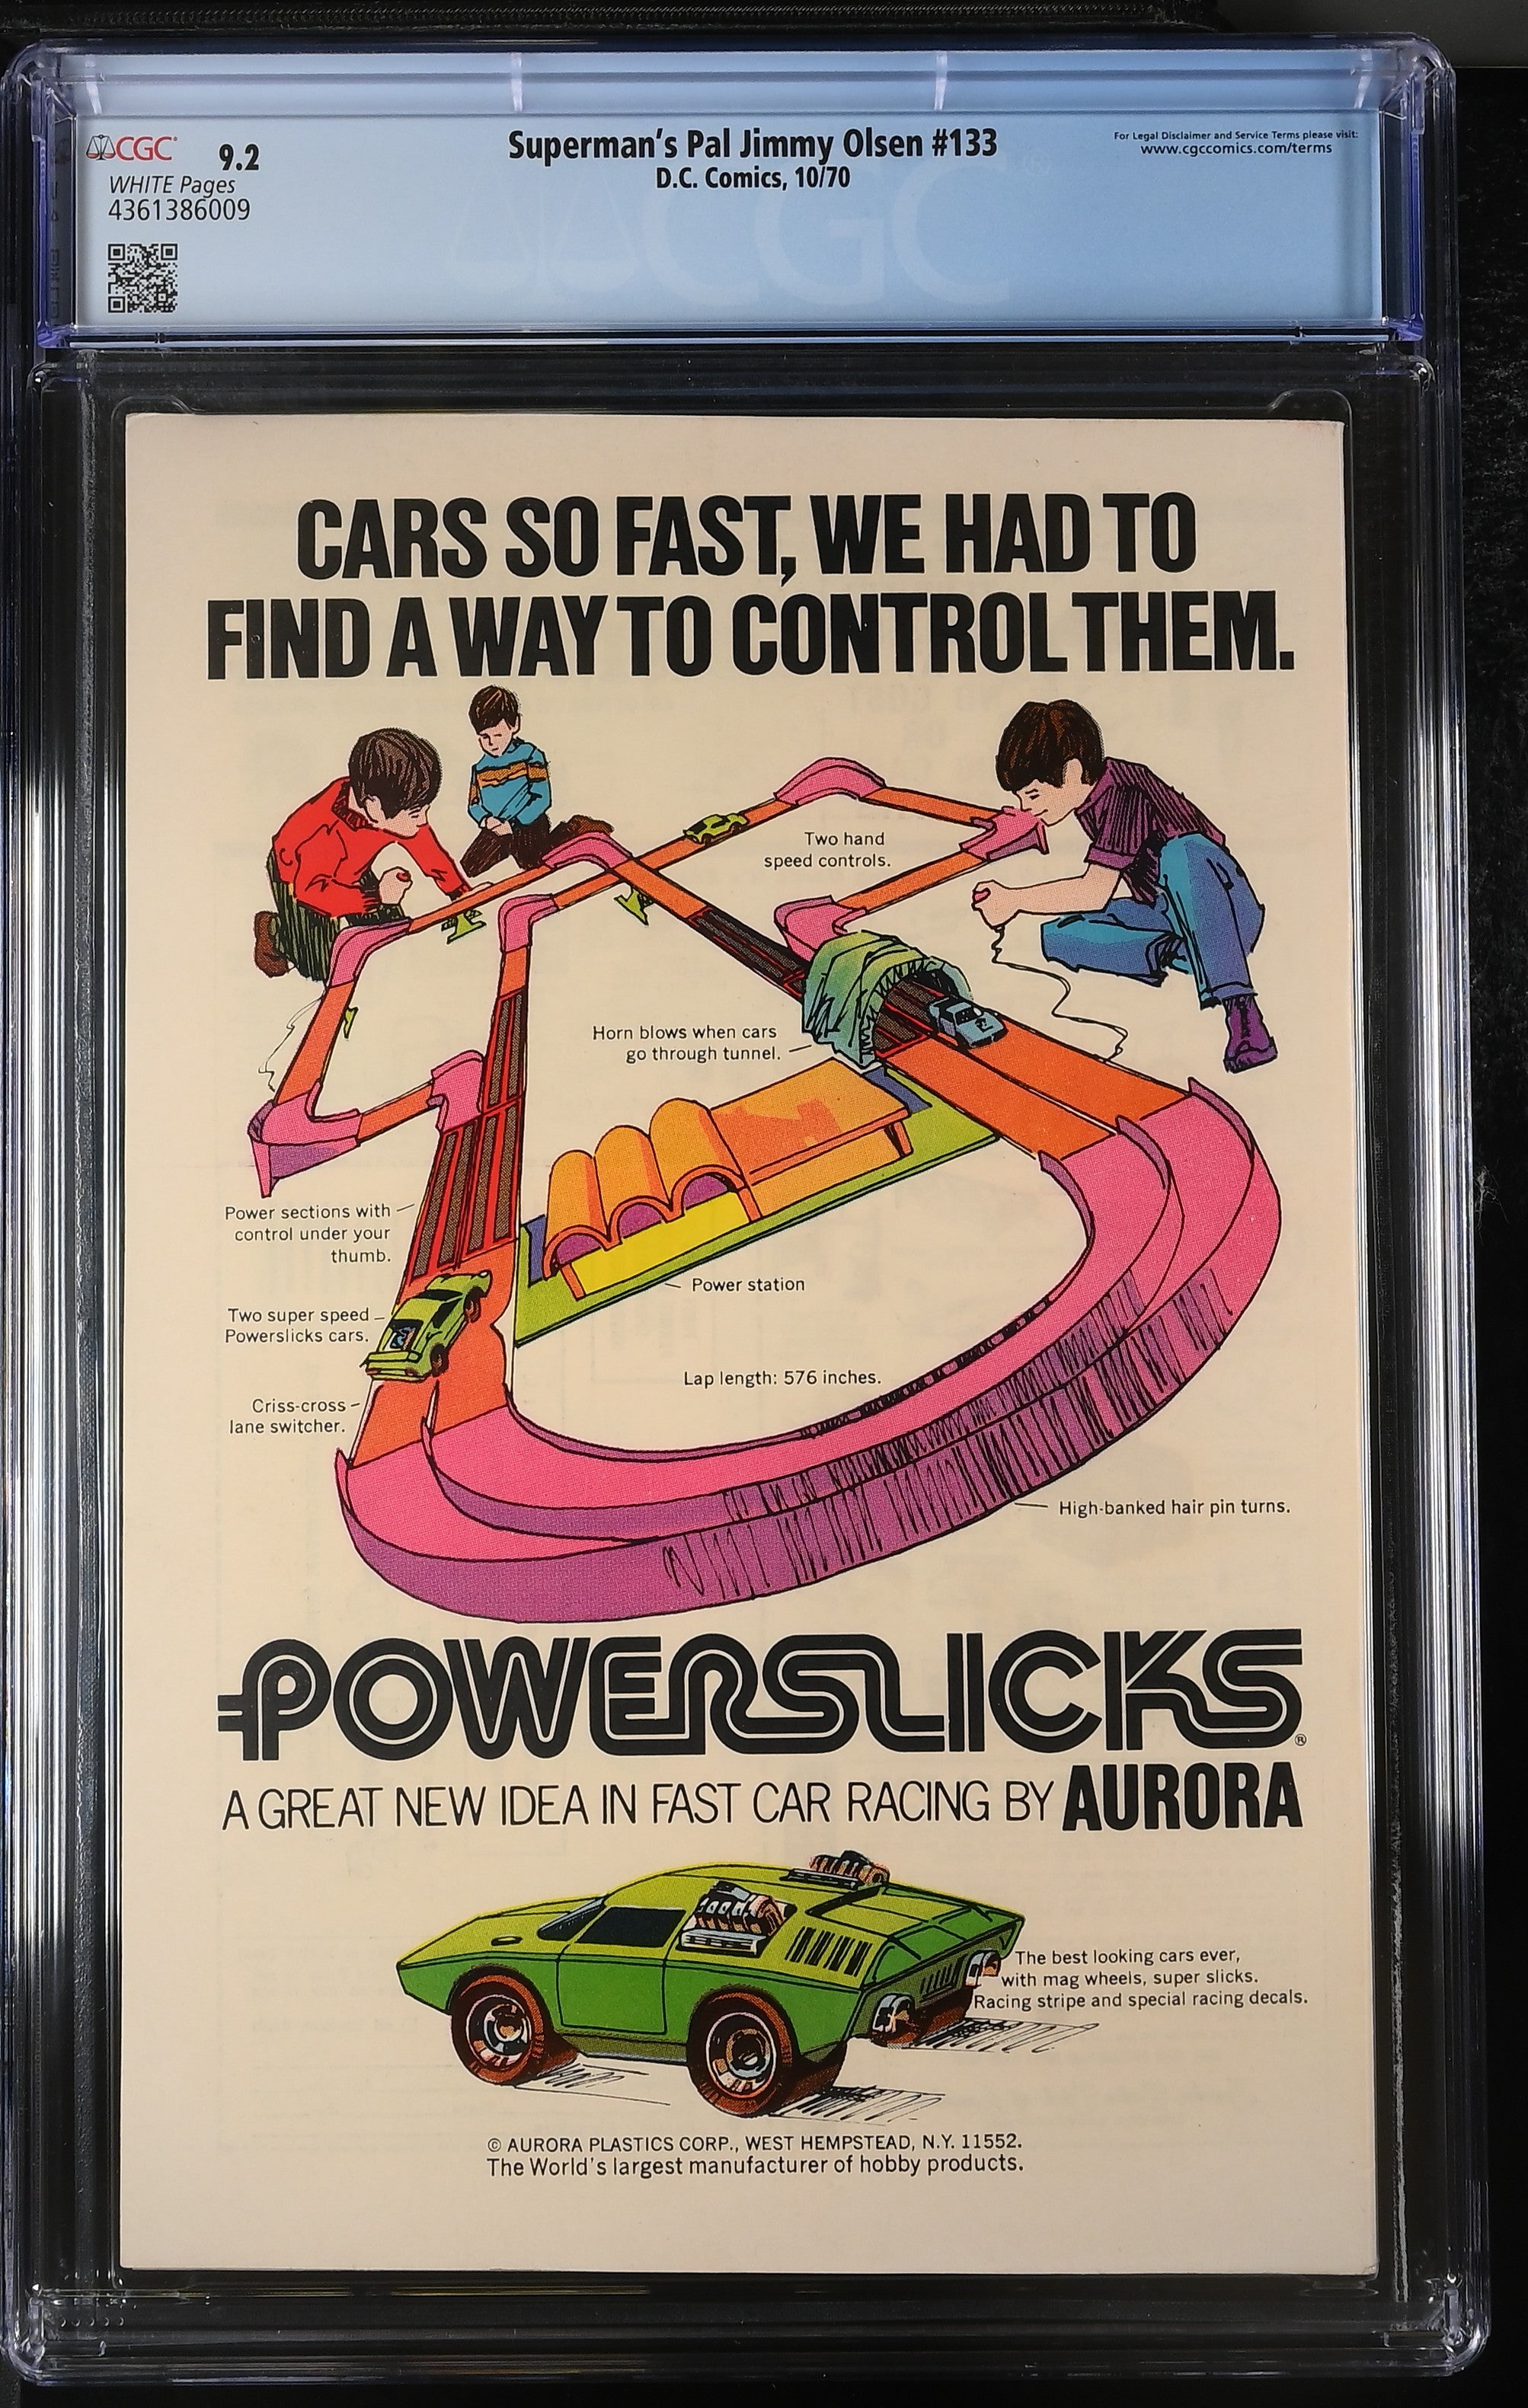 CGC 9.2
WHITE Pages
4361386009
Superman's Pal Jimmy Olsen #133
D.C. Comics, 10/70
For Legal Disclaimer and Service Terms please visit:
www.cgccomics.com/terms
CGC
CARS SO FAST, WE HAD TO
FIND A WAY TO CONTROL THEM.
Two hand
speed controls.
Horn blows when cars
go through tunnel.
Power sections with
control under your
thumb.
Power station
Two super speed
Powerslicks cars.
Lap length: 576 inches.
Criss-cross
lane switcher.
High-banked hair pin turns.
POWERSLICKS®
A GREAT NEW IDEA IN FAST CAR RACING BY AURORA
The best looking cars ever,
with mag wheels, super slicks.
Racing stripe and special racing decals.
© AURORA PLASTICS CORP., WEST HEMPSTEAD, N.Y. 11552.
The World's largest manufacturer of hobby products.